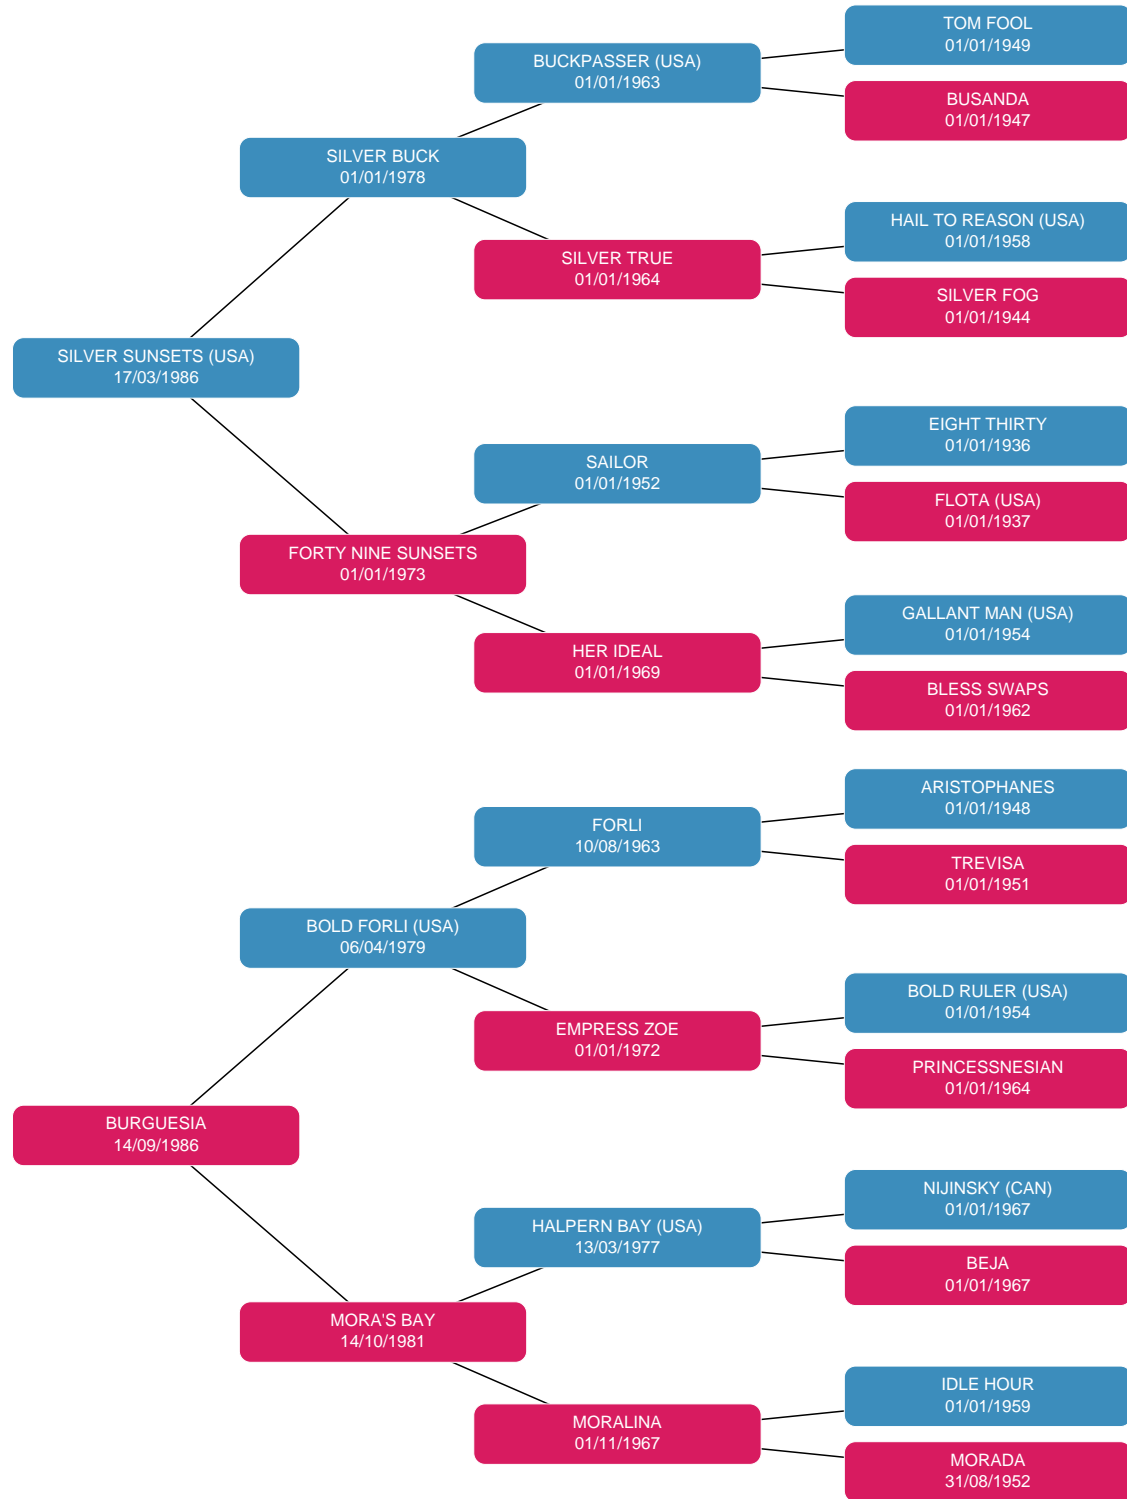 TOM FOOL
01/01/1949
BUCKPASSER (USA)
01/01/1963
BUSANDA
01/01/1947
SILVER BUCK
01/01/1978
HAIL TO REASON (USA)
01/01/1958
SILVER TRUE
01/01/1964
SILVER FOG
01/01/1944
SILVER SUNSETS (USA)
17/03/1986
EIGHT THIRTY
01/01/1936
SAILOR
01/01/1952
FLOTA (USA)
01/01/1937
FORTY NINE SUNSETS
01/01/1973
GALLANT MAN (USA)
01/01/1954
HER IDEAL
01/01/1969
BLESS SWAPS
01/01/1962
ARISTOPHANES
01/01/1948
FORLI
10/08/1963
TREVISA
01/01/1951
BOLD FORLI (USA)
06/04/1979
BOLD RULER (USA)
01/01/1954
EMPRESS ZOE
01/01/1972
PRINCESSNESIAN
01/01/1964
BURGUESIA
14/09/1986
NIJINSKY (CAN)
01/01/1967
HALPERN BAY (USA)
13/03/1977
BEJA
01/01/1967
MORA'S BAY
14/10/1981
IDLE HOUR
01/01/1959
MORALINA
01/11/1967
MORADA
31/08/1952